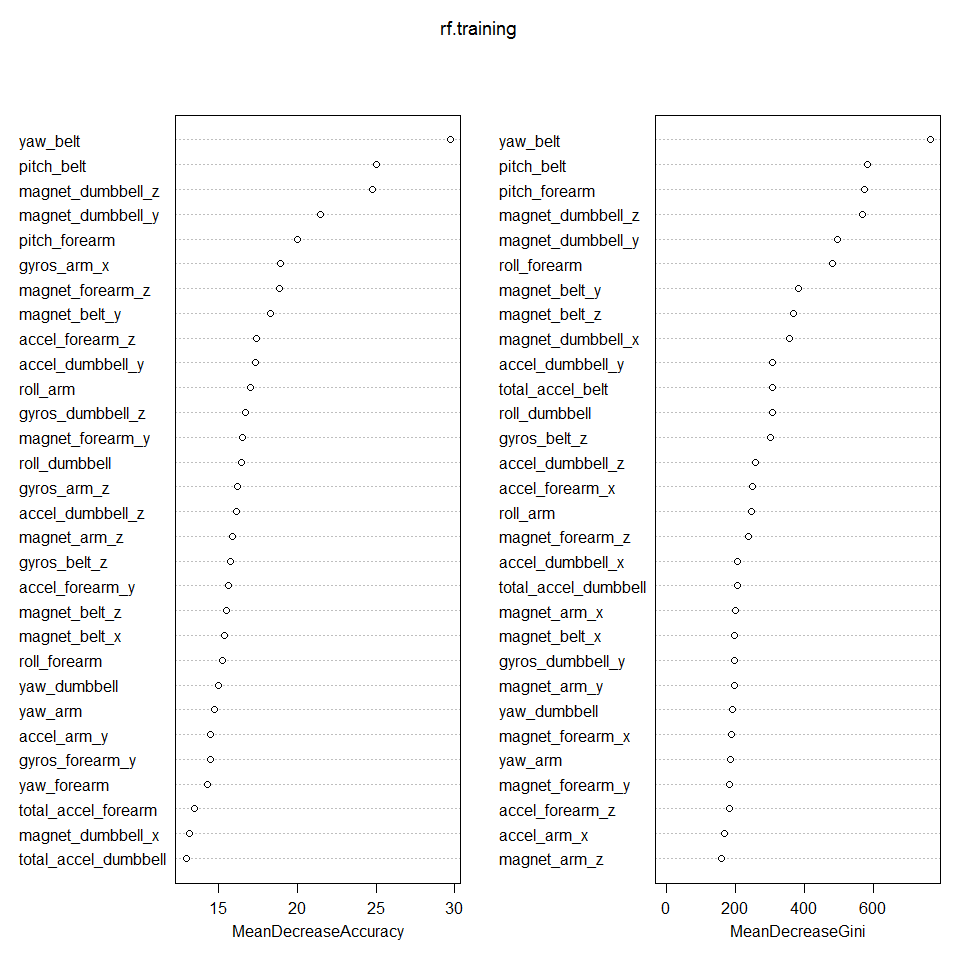 rf.training
yaw_belt
pitch_belt
magnet_dumbbell_z
magnet_dumbbell_y
pitch_forearm
gyros_arm_x
magnet_forearm_z
magnet_belt_y
accel_forearm_z
accel_dumbbell_y
roll_arm
gyros_dumbbell_z
magnet_forearm_y
roll_dumbbell
gyros_arm_z
accel_dumbbell_z
magnet_arm_z
gyros_belt_z
accel_forearm_y
magnet_belt_z
magnet_belt_x
roll_forearm
yaw_dumbbell
yaw_arm
accel_arm_y
gyros_forearm_y
yaw_forearm
total_accel_forearm
magnet_dumbbell_x
total_accel_dumbbell
15 20 25 30
MeanDecreaseAccuracy
yaw_belt
pitch_belt
pitch_forearm
magnet_dumbbell_z
magnet_dumbbell_y
roll_forearm
magnet_belt_y
magnet_belt_z
magnet_dumbbell_x
accel_dumbbell_y
total_accel_belt
roll_dumbbell
gyros_belt_z
accel_dumbbell_z
accel_forearm_x
roll_arm
magnet_forearm_z
accel_dumbbell_x
total_accel_dumbbell
magnet_arm_x
magnet_belt_x
gyros_dumbbell_y
magnet_arm_y
yaw_dumbbell
magnet_forearm_x
yaw_arm
magnet_forearm_y
accel_forearm_z
accel_arm_x
magnet_arm_z
0 200 400 600
MeanDecreaseGini